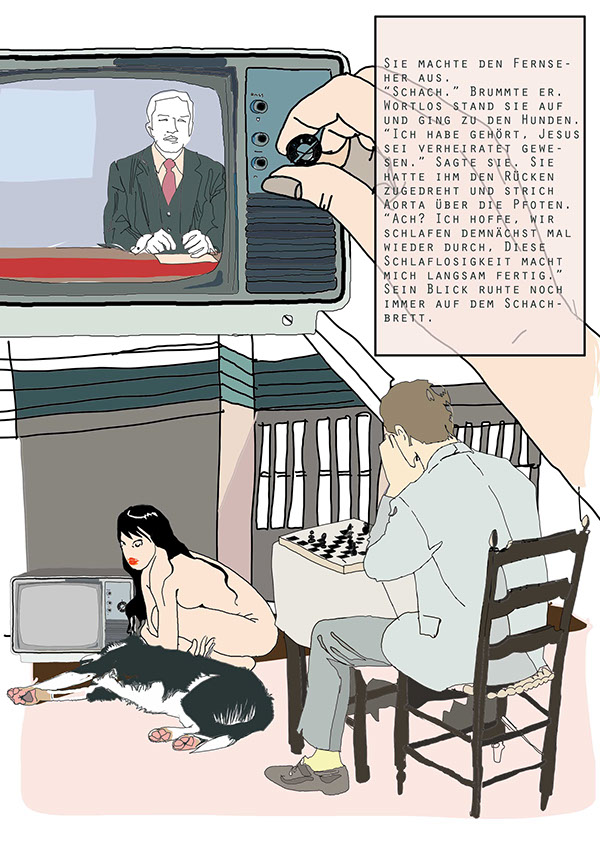 Sie machte den Fernse-
her aus.
"Schach." Brummte er.
Wortlos stand sie auf
und ging zu den Hunden.
"Ich habe gehört, Jesus
sei verheiratet gewe-
sen." Sagte sie. Sie
hatte ihm den Rücken
zugedreht und strich
Aorta über die Pfoten.
"Ach? Ich hoffe, wir
schlafen demnächst mal
wieder durch, Diese
Schlaflosigkeit macht
mich langsam fertig."
Sein Blick ruhte noch
immer auf dem Schach-
brett.